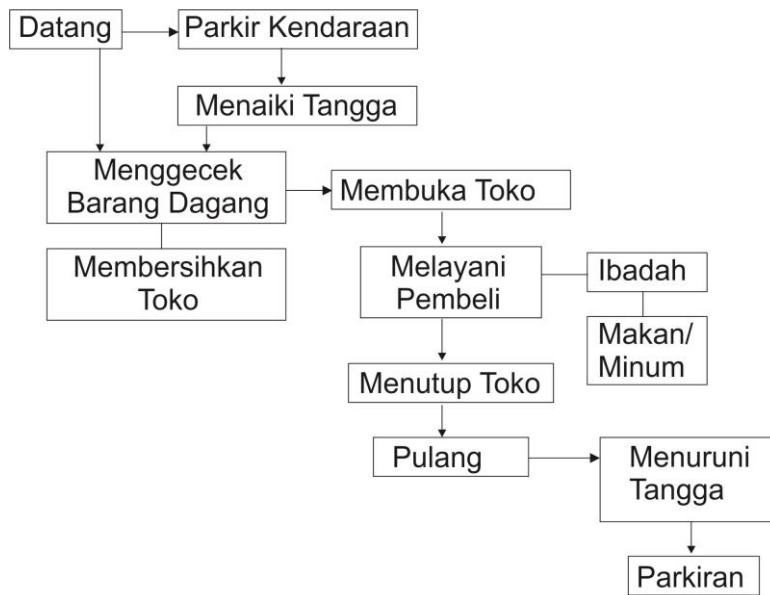 Datang
Parkir Kendaraan
Menaiki Tangga
Menggecek
Barang Dagang
Membuka Toko
Membersihkan
Toko
Melayani
Pembeli
Ibadah
Makan/
Minum
Menutup Toko
Pulang
Menuruni
Tangga
Parkiran